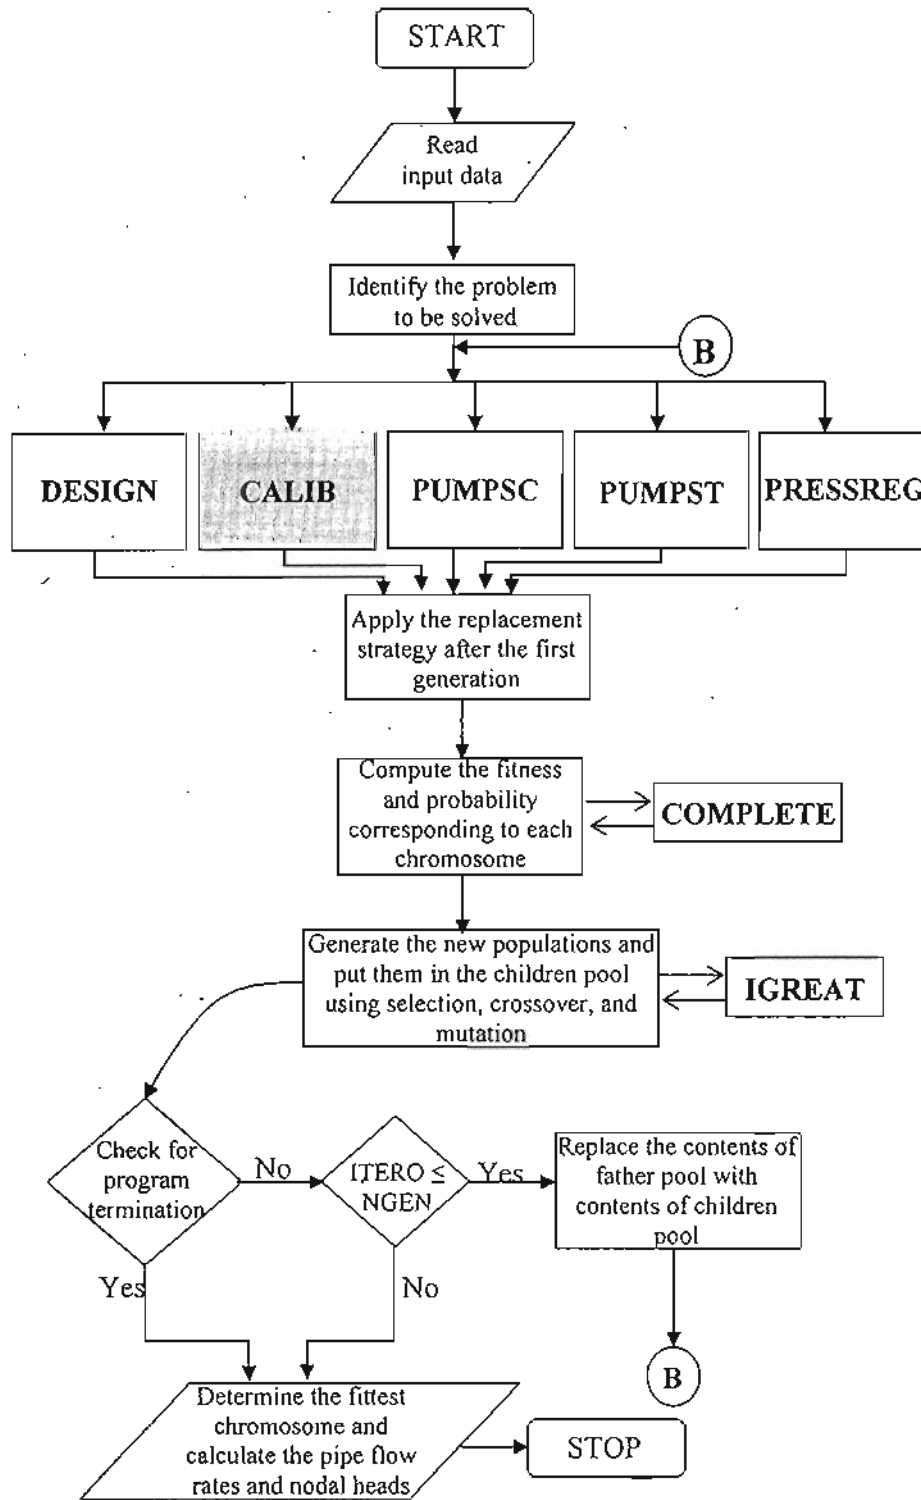 START
Read
input data
Identify the problem
to be solved
B
DESIGN
CALIB
PUMPSC
PUMPST
PRESSREG
Apply the replacement
strategy after the first
generation
Compute the fitness
and probability
corresponding to each
chromosome
COMPLETE
Generate the new populations and
put them in the children pool
using selection, crossover, and
mutation
IGREAT
Check for
program
termination
No
ITERO ≤
NGEN
Yes
Replace the contents of
father pool with
contents of children
pool
Yes
No
B
Determine the fittest
chromosome and
calculate the pipe flow
rates and nodal heads
STOP